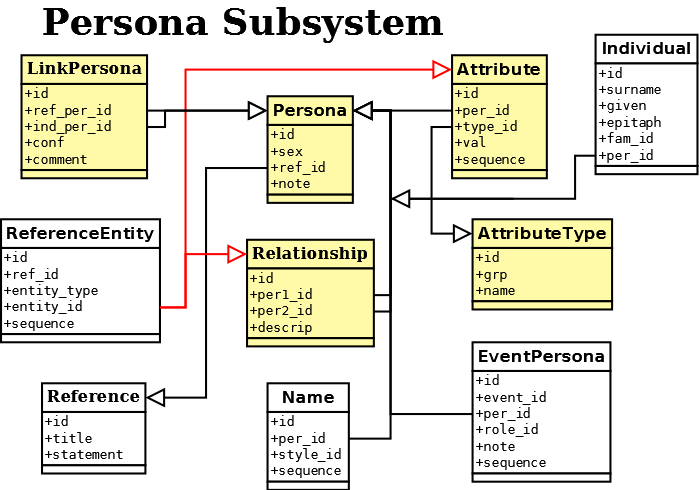 Persona Subsystem
LinkPersona
+id
+ref_per_id
+ind_per_id
+conf
+comment
Persona
+id
+sex
+ref_id
+note
Attribute
+id
+per_id
+type_id
+val
+sequence
Individual
+id
+surname
+given
+epitaph
+fam_id
+per_id
ReferenceEntity
+id
+ref_id
+entity_type
+entity_id
+sequence
Relationship
+id
+per1_id
+per2_id
+descrip
AttributeType
+id
+grp
+name
Reference
+id
+title
+statement
Name
+id
+per_id
+style_id
+sequence
EventPersona
+id
+event_id
+per_id
+role_id
+note
+sequence